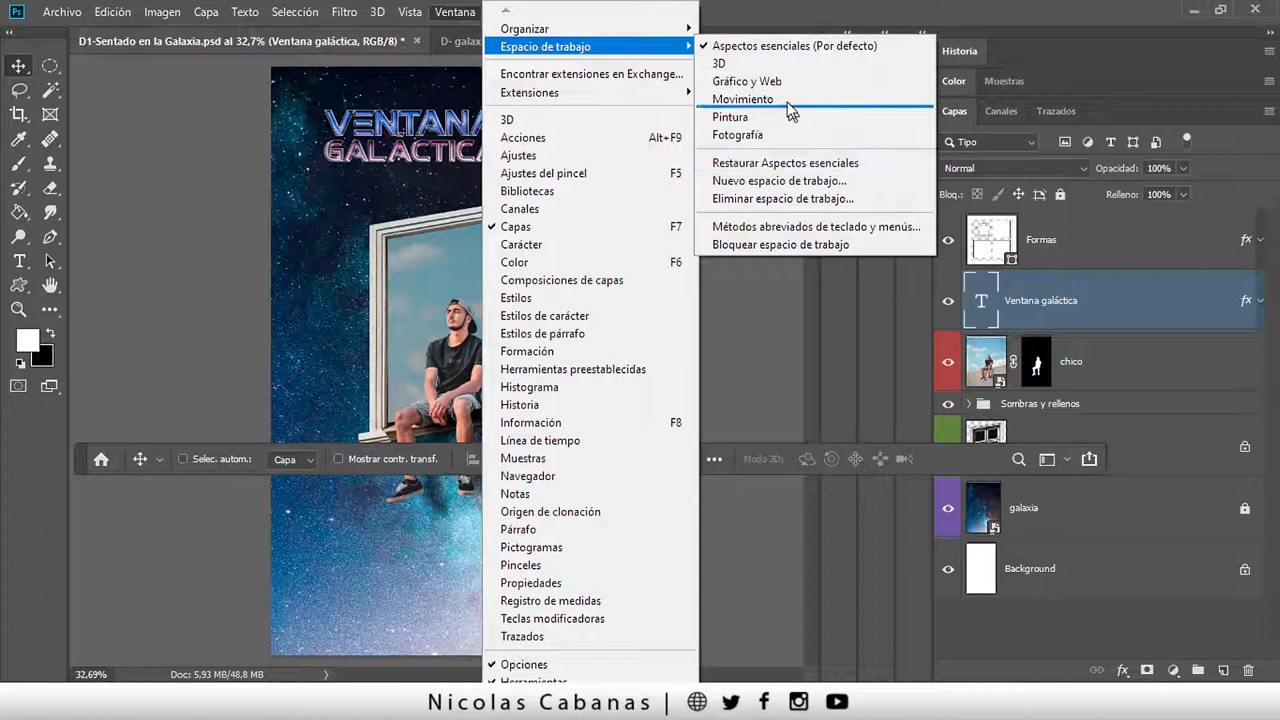 Ps Archivo Edición Imagen Capa Texto Selección Filtro 3D Vista Ventana
D1-Sentado en la Galaxia.psd al 32,7% (Ventana galáctica, RGB/8) * × D- galax
VENTANA
GALACTICA
Organizar
Espacio de trabajo
Encontrar extensiones en Exchange...
Extensiones
3D
Acciones Alt+F9
Ajustes
Ajustes del pincel F5
Bibliotecas
Canales
Capas F7
Carácter
Color F6
Composiciones de capas
Estilos
Estilos de carácter
Estilos de párrafo
Formación
Herramientas preestablecidas
Histograma
Historia
Información F8
Línea de tiempo
Muestras
Navegador
Notas
Origen de clonación
Párrafo
Pictogramas
Pinceles
Propiedades
Registro de medidas
Teclas modificadoras
Trazados
Opciones
Herramientas
Aspectos esenciales (Por defecto)
3D
Gráfico y Web
Movimiento
Pintura
Fotografía
Restaurar Aspectos esenciales
Nuevo espacio de trabajo...
Eliminar espacio de trabajo...
Métodos abreviados de teclado y menús...
Bloquear espacio de trabajo
Historia
Color Muestras
Capas Canales Trazados
Tipo
Normal Opacidad: 100%
Bloq.: Relleno: 100%
Formas fx
T Ventana galáctica fx
chico
Sombras y rellenos
galaxia
Background
Selec. autom.: Capa Mostrar contr. transf. Modo 3D:
32,69% Doc: 5,93 MB/48,8 MB
Nicolas Cabanas |